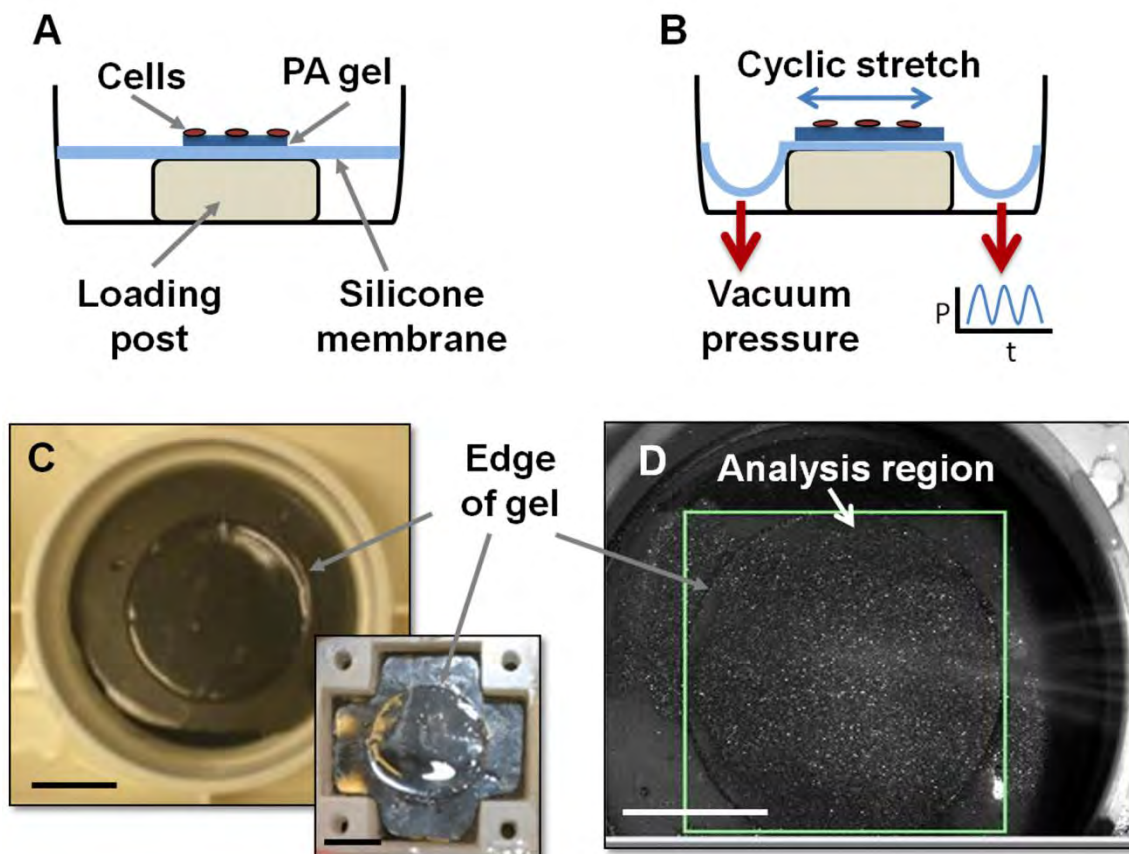 A
Cells
PA gel
Loading
post
Silicone
membrane
B
Cyclic stretch
Vacuum
pressure
P
t
C
Edge
of gel
D
Analysis region